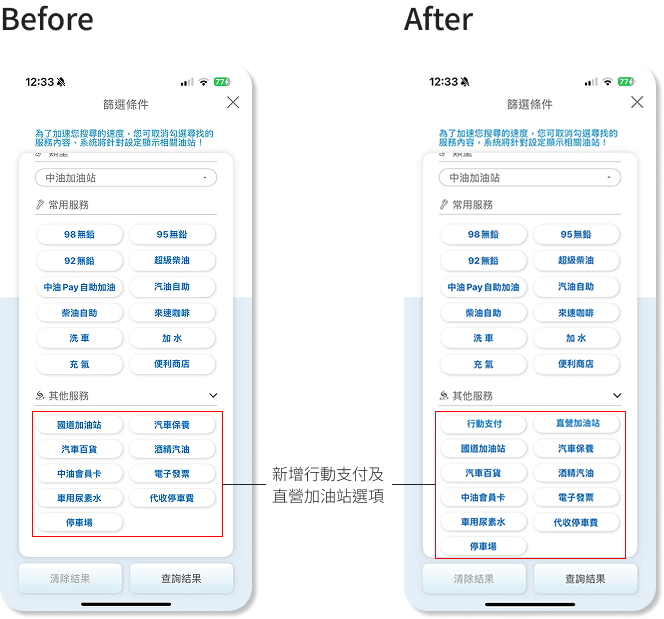 Before
After
12:33
77
篩選條件
為了加速您搜尋的速度，您可取消勾選尋找的
服務內容，系統將針對設定顯示相關油站！
中油加油站
常用服務
98無鉛
95無鉛
92無鉛
超級柴油
中油Pay自助加油
汽油自助
柴油自助
來速咖啡
洗車
加水
充氣
便利商店
其他服務
國道加油站
汽車保養
汽車百貨
酒精汽油
中油會員卡
電子發票
車用尿素水
代收停車費
停車場
清除結果
查詢結果
新增行動支付及
直營加油站選項
12:33
77
篩選條件
為了加速您搜尋的速度，您可取消勾選尋找的
服務內容，系統將針對設定顯示相關油站！
中油加油站
常用服務
98無鉛
95無鉛
92無鉛
超級柴油
中油Pay自助加油
汽油自助
柴油自助
來速咖啡
洗車
加水
充氣
便利商店
其他服務
行動支付
直營加油站
國道加油站
汽車保養
汽車百貨
酒精汽油
中油會員卡
電子發票
車用尿素水
代收停車費
停車場
清除結果
查詢結果